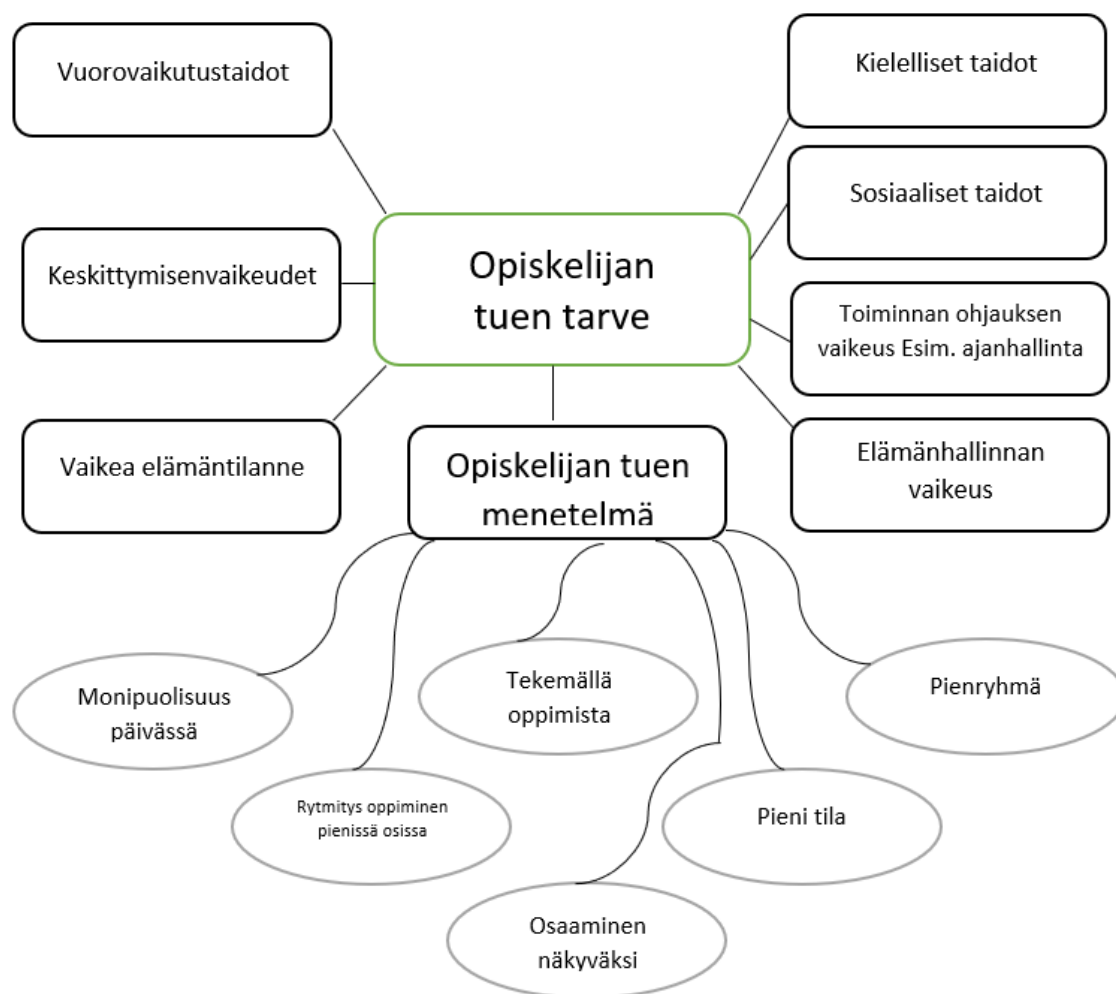 Vuorovaikutustaidot
Kielelliset taidot
Sosiaaliset taidot
Keskittymisenvaikeudet
Opiskelijan
tuen tarve
Toiminnan ohjauksen
vaikeus Esim. ajanhallinta
Vaikea elämäntilanne
Opiskelijan tuen
menetelmä
Elämänhallinnan
vaikeus
Monipuolisuus
päivässä
Tekemällä
oppimista
Pienryhmä
Rytmitys oppiminen
pienissä osissa
Pieni tila
Osaaminen
näkyväksi